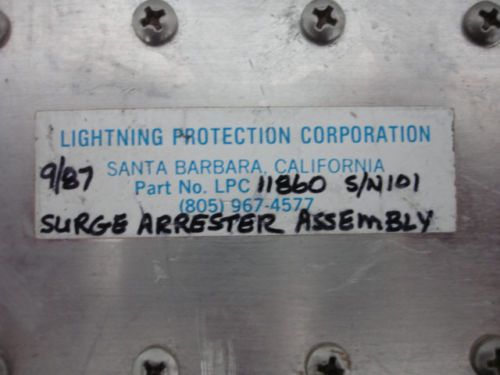 LIGHTNING PROTECTION CORPORATION
9/87 SANTA BARBARA, CALIFORNIA
Part No. LPC 11860 S/N101
(805) 967-4577
SURGE ARRESTER ASSEMBLY